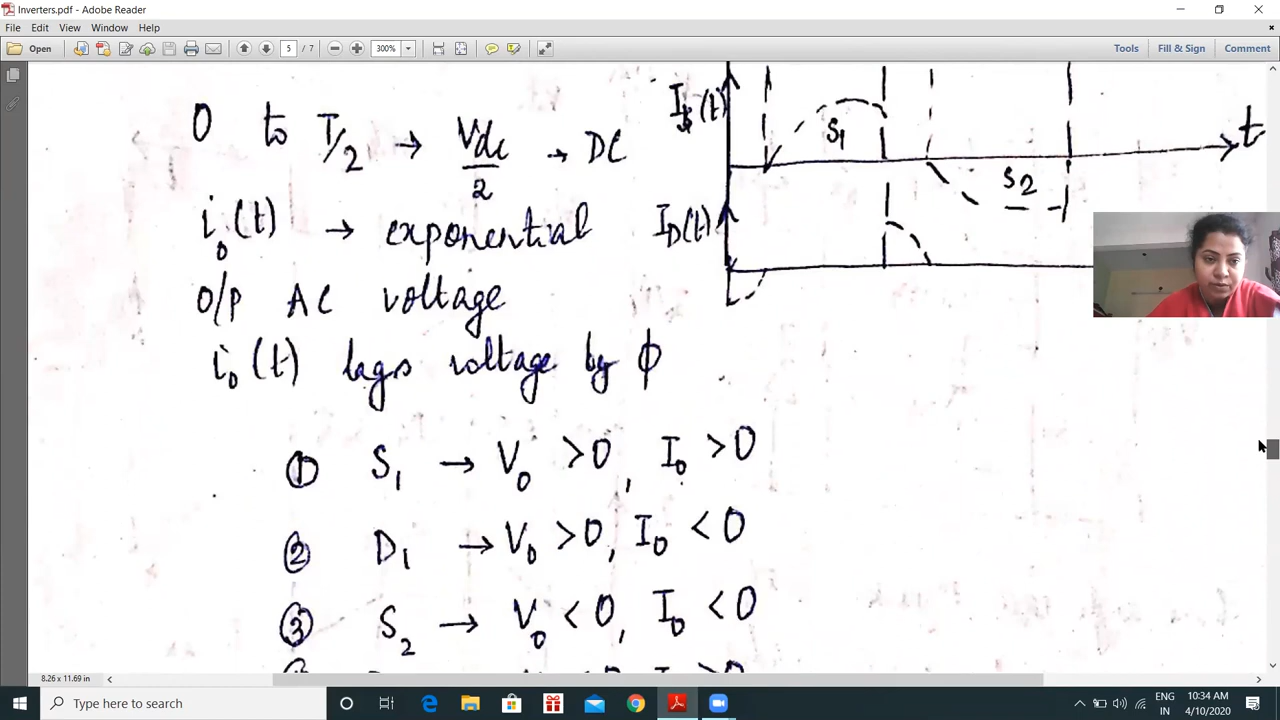 Inverters.pdf - Adobe Reader
File Edit View Window Help
Open 5 / 7 300% Tools Fill & Sign Comment
0 to T/2 → Vdc/2 → DC
i₀(t) → exponential
O/P AC voltage
i₀(t) lags voltage by ϕ
① S₁ → V₀ > 0, I₀ > 0
② D₁ → V₀ > 0, I₀ < 0
③ S₂ → V₀ < 0, I₀ < 0
S₁
t
S₂
I_D(t)
8.26 x 11.69 in
Type here to search
ENG 10:34 AM
IN 4/10/2020